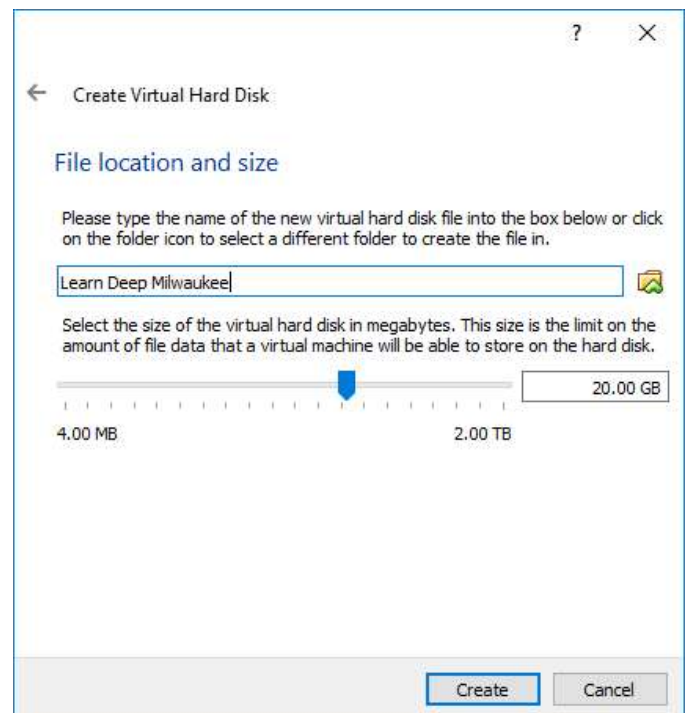 ?
Create Virtual Hard Disk
File location and size
Please type the name of the new virtual hard disk file into the box below or click
on the folder icon to select a different folder to create the file in.
Learn Deep Milwaukee
Select the size of the virtual hard disk in megabytes. This size is the limit on the
amount of file data that a virtual machine will be able to store on the hard disk.
20.00 GB
4.00 MB 2.00 TB
Create Cancel